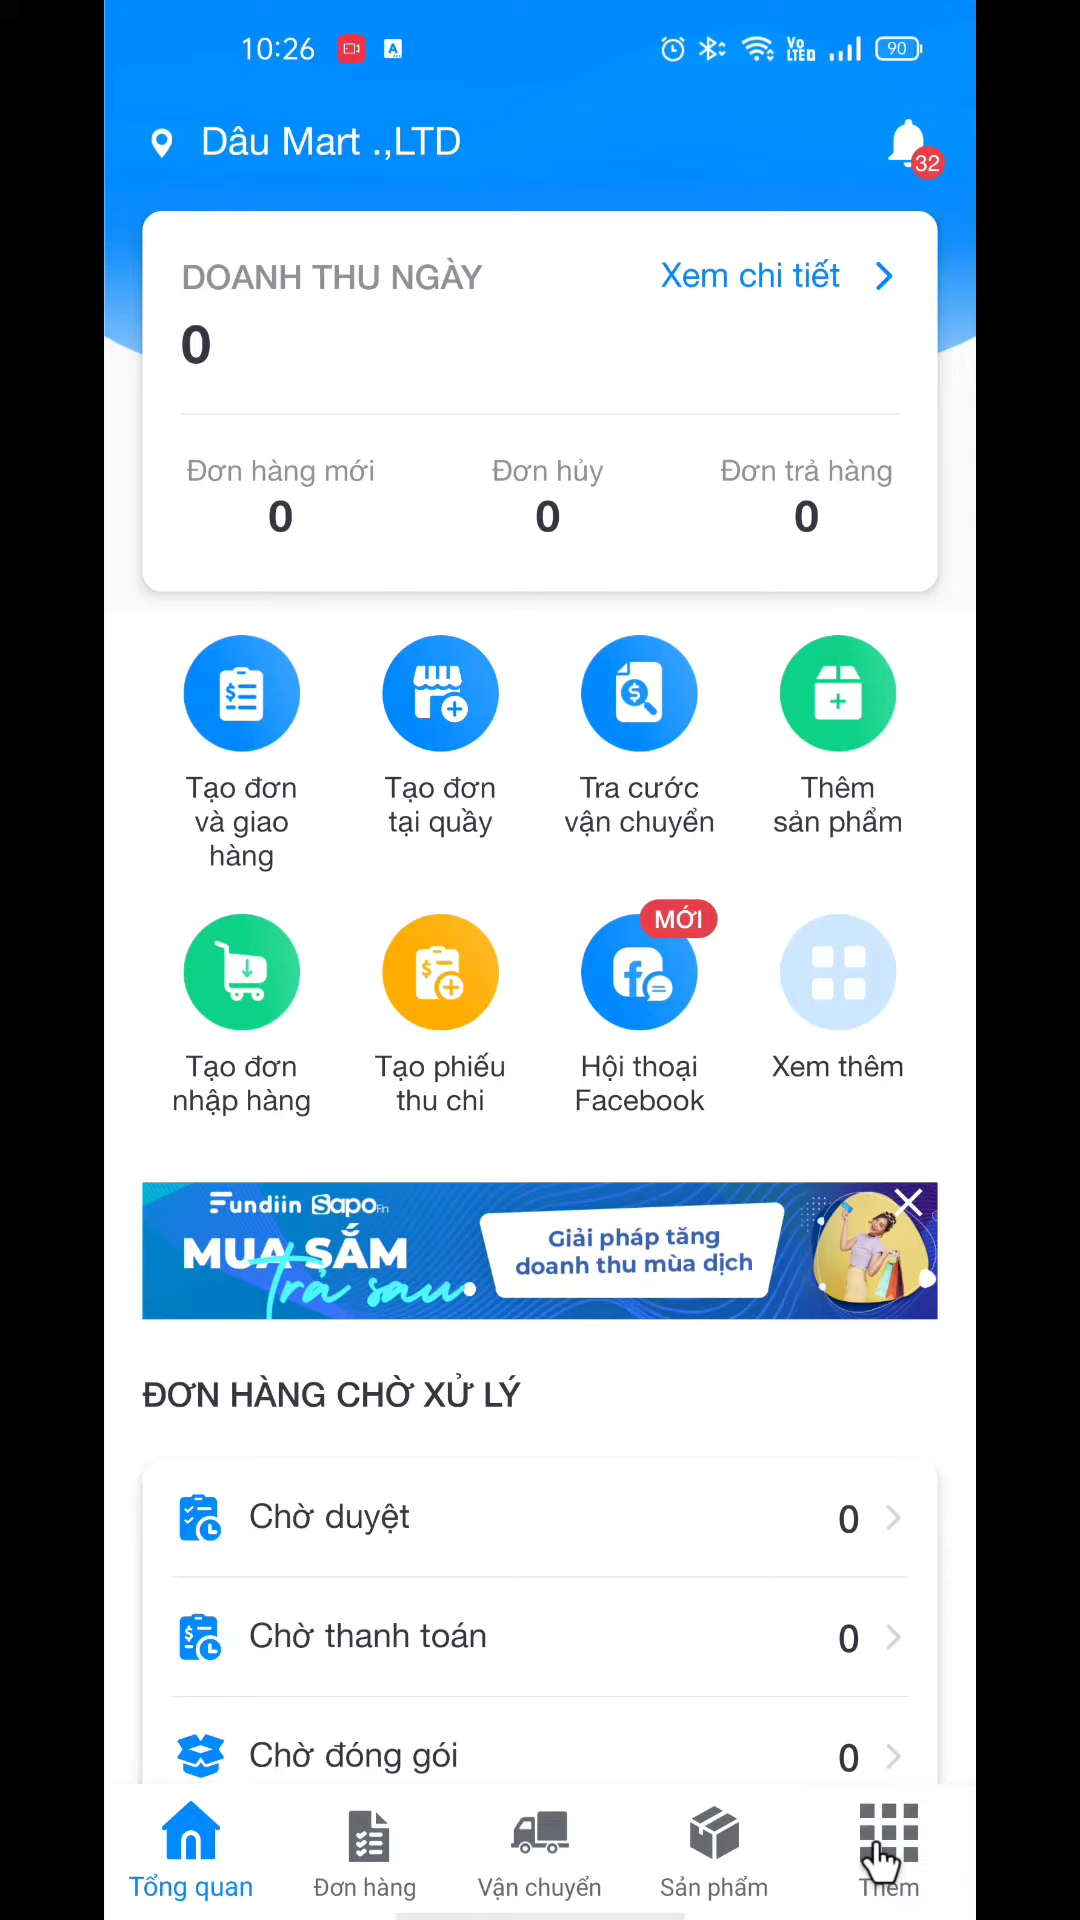 10:26
A
Vo
LTE
90
Dâu Mart .,LTD
32
DOANH THU NGÀY
Xem chi tiết
0
Đơn hàng mới
Đơn hủy
Đơn trả hàng
0
0
0
Tạo đơn
và giao
hàng
Tạo đơn
tại quầy
Tra cước
vận chuyển
Thêm
sản phẩm
MỚI
Tạo đơn
nhập hàng
Tạo phiếu
thu chi
Hội thoại
Facebook
Xem thêm
Fundiin Sapo Fn
MUA SẮM
Trả sau
Giải pháp tăng
doanh thu mùa dịch
ĐƠN HÀNG CHỜ XỬ LÝ
Chờ duyệt
0
Chờ thanh toán
0
Chờ đóng gói
0
Tổng quan
Đơn hàng
Vận chuyển
Sản phẩm
Thêm